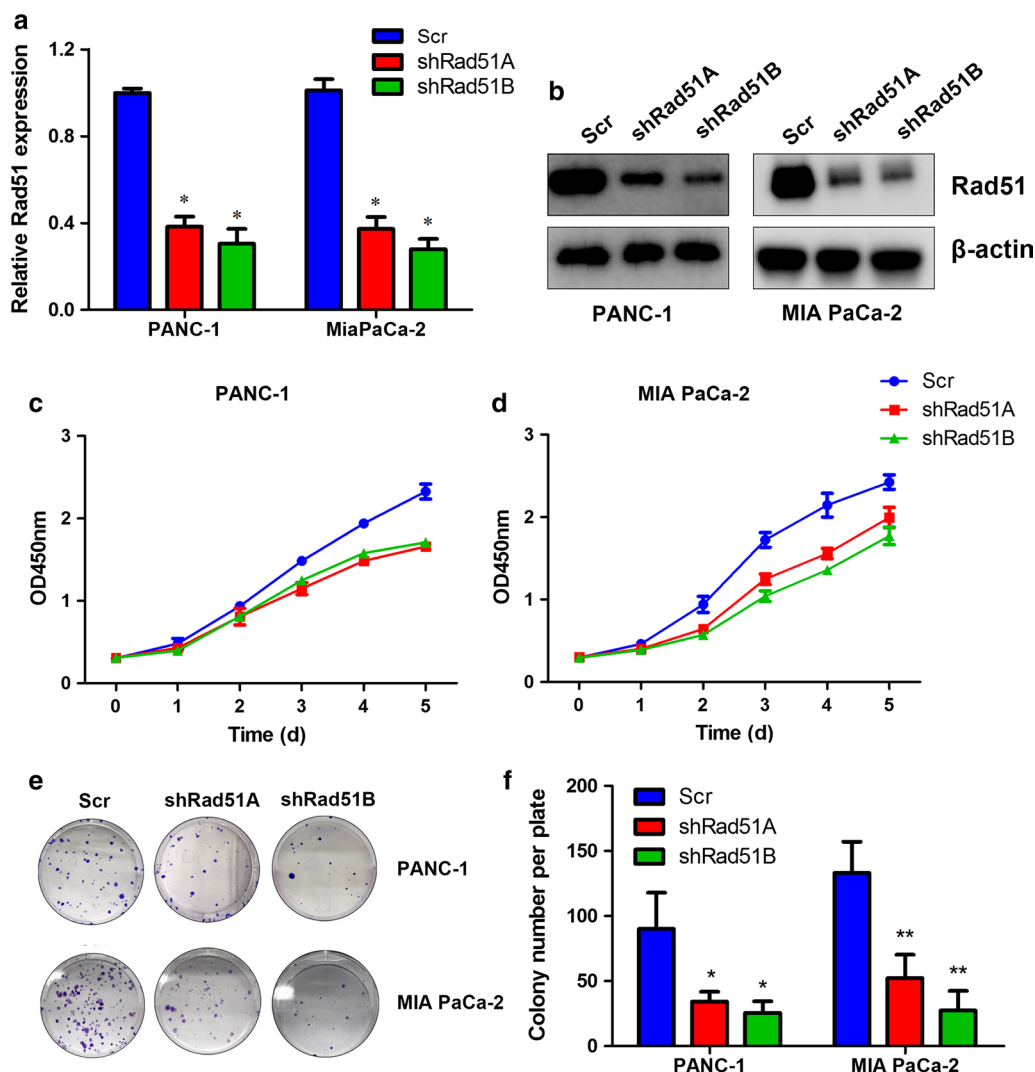 a
Relative Rad51 expression
1.2
0.8
0.4
0.0
Scr
shRad51A
shRad51B
*
*
*
*
PANC-1
MiaPaCa-2
b
Scr
shRad51A
shRad51B
Scr
shRad51A
shRad51B
Rad51
β-actin
PANC-1
MIA PaCa-2
c
PANC-1
OD450nm
3
2
1
0
0 1 2 3 4 5
Time (d)
d
MIA PaCa-2
Scr
shRad51A
shRad51B
OD450nm
3
2
1
0
0 1 2 3 4 5
Time (d)
e
Scr
shRad51A
shRad51B
PANC-1
MIA PaCa-2
f
Colony number per plate
200
150
100
50
0
Scr
shRad51A
shRad51B
*
*
**
**
PANC-1
MIA PaCa-2